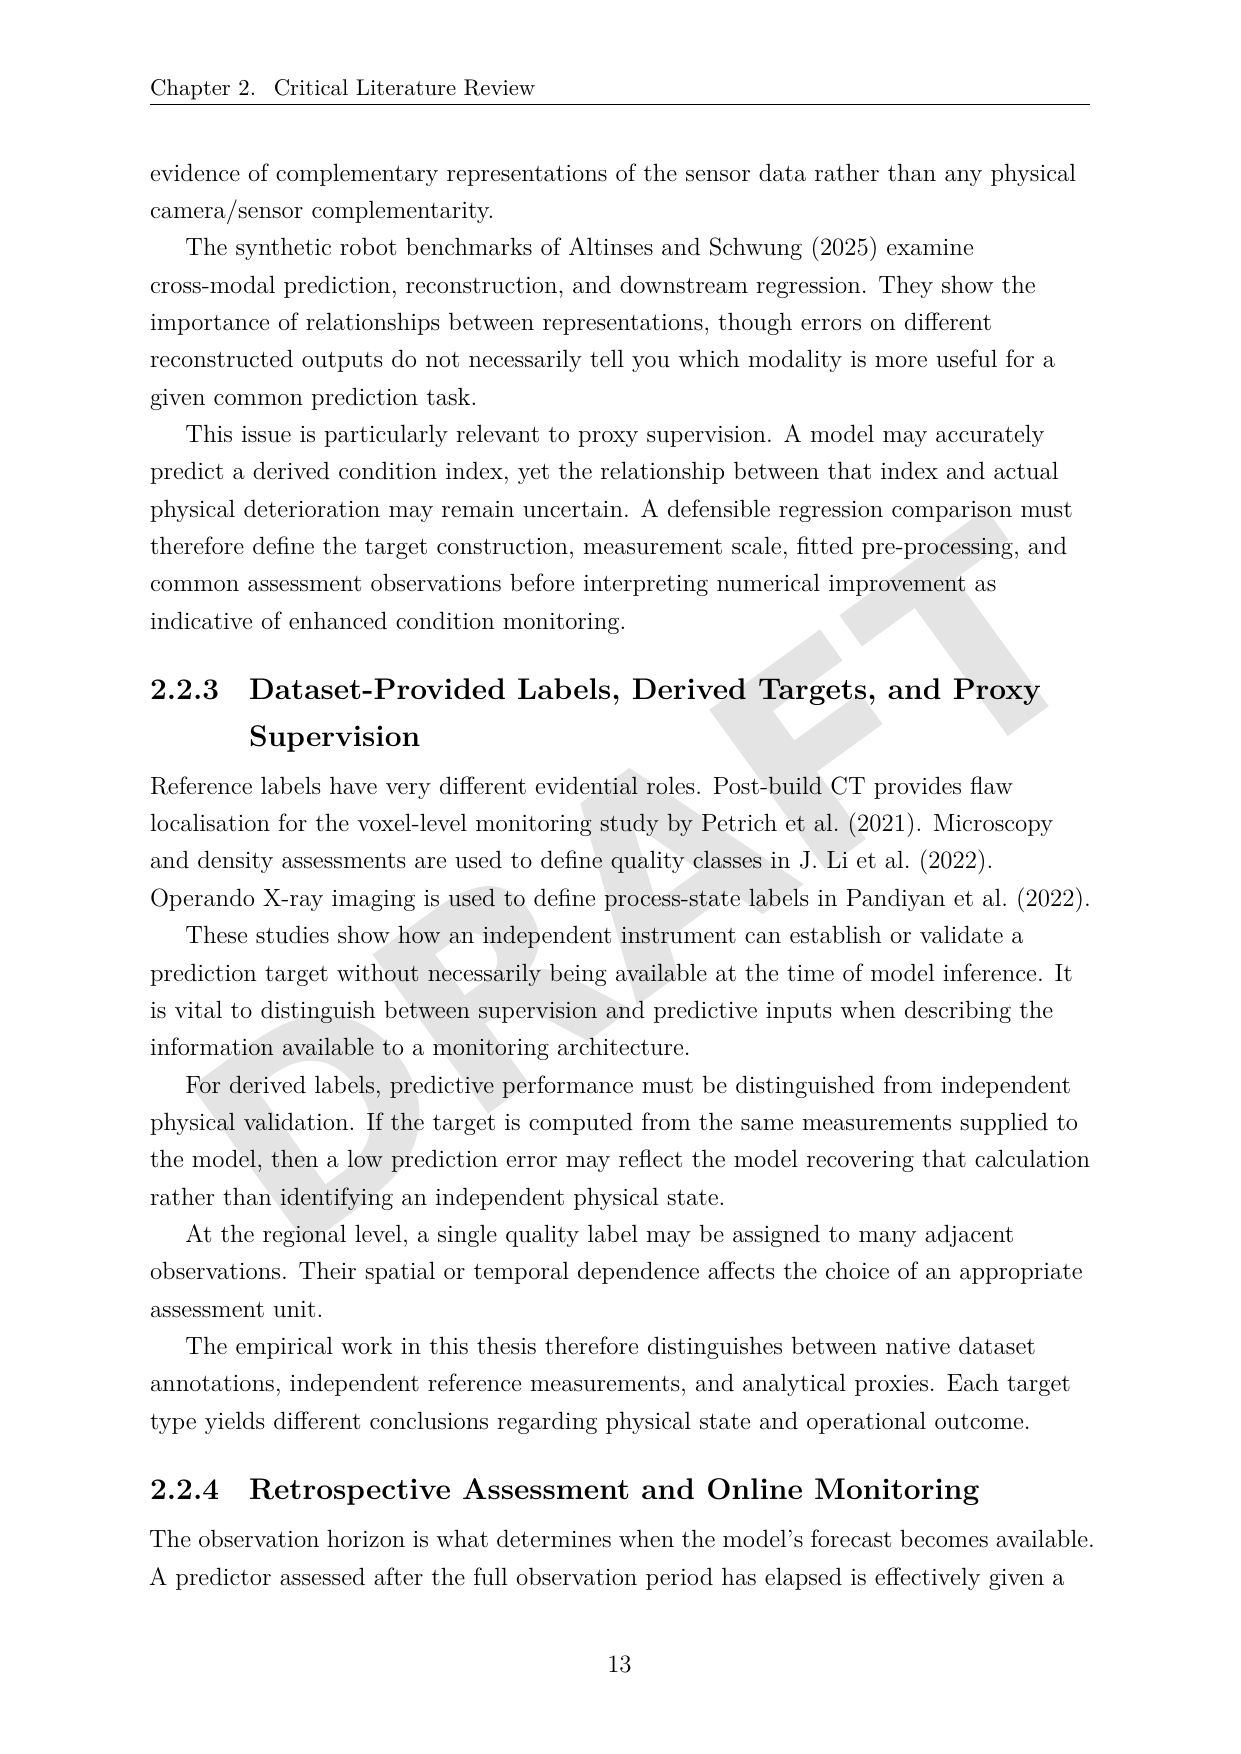 Chapter 2. Critical Literature Review
evidence of complementary representations of the sensor data rather than any physical
camera/sensor complementarity.
The synthetic robot benchmarks of Altinses and Schwung (2025) examine
cross-modal prediction, reconstruction, and downstream regression. They show the
importance of relationships between representations, though errors on different
reconstructed outputs do not necessarily tell you which modality is more useful for a
given common prediction task.
This issue is particularly relevant to proxy supervision. A model may accurately
predict a derived condition index, yet the relationship between that index and actual
physical deterioration may remain uncertain. A defensible regression comparison must
therefore define the target construction, measurement scale, fitted pre-processing, and
common assessment observations before interpreting numerical improvement as
indicative of enhanced condition monitoring.
2.2.3 Dataset-Provided Labels, Derived Targets, and Proxy
Supervision
Reference labels have very different evidential roles. Post-build CT provides flaw
localisation for the voxel-level monitoring study by Petrich et al. (2021). Microscopy
and density assessments are used to define quality classes in J. Li et al. (2022).
Operando X-ray imaging is used to define process-state labels in Pandiyan et al. (2022).
These studies show how an independent instrument can establish or validate a
prediction target without necessarily being available at the time of model inference. It
is vital to distinguish between supervision and predictive inputs when describing the
information available to a monitoring architecture.
For derived labels, predictive performance must be distinguished from independent
physical validation. If the target is computed from the same measurements supplied to
the model, then a low prediction error may reflect the model recovering that calculation
rather than identifying an independent physical state.
At the regional level, a single quality label may be assigned to many adjacent
observations. Their spatial or temporal dependence affects the choice of an appropriate
assessment unit.
The empirical work in this thesis therefore distinguishes between native dataset
annotations, independent reference measurements, and analytical proxies. Each target
type yields different conclusions regarding physical state and operational outcome.
2.2.4 Retrospective Assessment and Online Monitoring
The observation horizon is what determines when the model's forecast becomes available.
A predictor assessed after the full observation period has elapsed is effectively given a
13
DRAFT